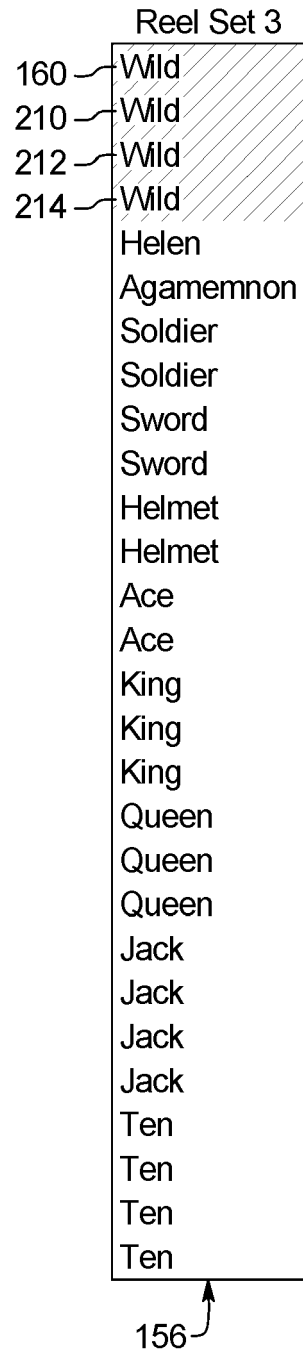 Reel Set 3
160 Wild
210 Wild
212 Wild
214 Wild
Helen
Agamemnon
Soldier
Soldier
Sword
Sword
Helmet
Helmet
Ace
Ace
King
King
King
Queen
Queen
Queen
Jack
Jack
Jack
Jack
Ten
Ten
Ten
Ten
156